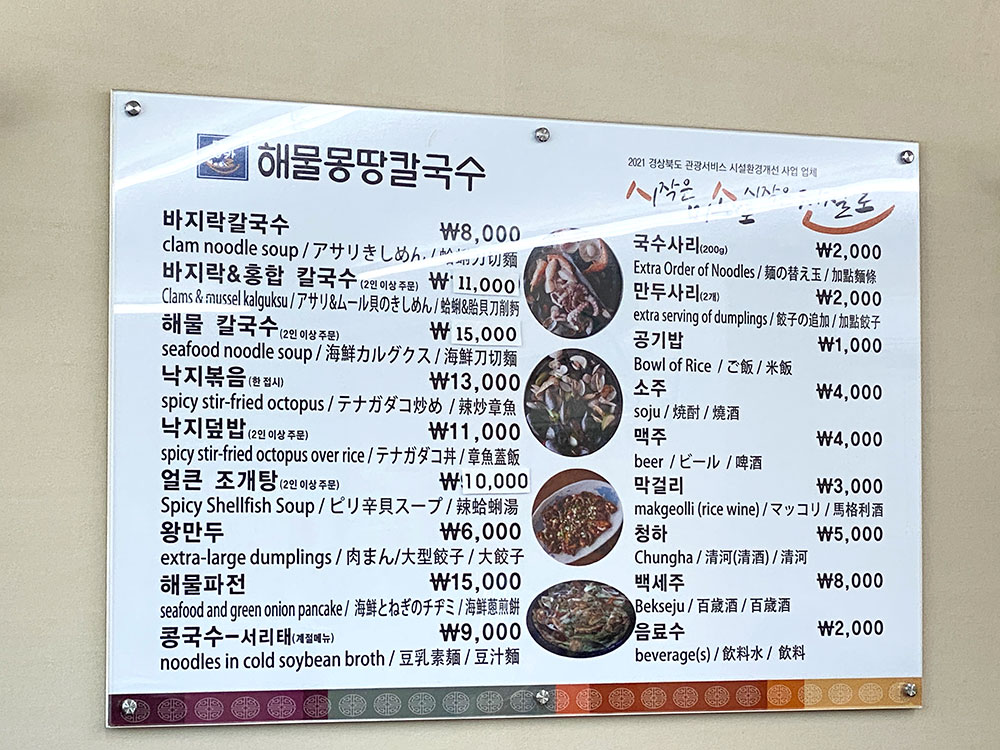 해물몽땅칼국수
2021 경상북도 관광서비스 시설환경개선 사업 업체
바지락칼국수 ₩8,000
clam noodle soup / アサリきしめん / 蛤蜊刀切麵
바지락&홍합 칼국수 (2인 이상 주문) ₩11,000
Clams & mussel kalguksu / アサリ&ムール貝のきしめん / 蛤蜊&貽貝刀削麪
해물 칼국수 (2인 이상 주문) ₩15,000
seafood noodle soup / 海鮮カルグクス / 海鮮刀切麵
낙지볶음 (한 접시) ₩13,000
spicy stir-fried octopus / テナガダコ炒め / 辣炒章魚
낙지덮밥 (2인 이상 주문) ₩11,000
spicy stir-fried octopus over rice / テナガダコ丼 / 章魚蓋飯
얼큰 조개탕 (2인 이상 주문) ₩10,000
Spicy Shellfish Soup / ピリ辛貝スープ / 辣蛤蜊湯
왕만두 ₩6,000
extra-large dumplings / 肉まん/大型餃子 / 大餃子
해물파전 ₩15,000
seafood and green onion pancake / 海鮮とねぎのチヂミ / 海鮮蔥煎餅
콩국수-서리태 (계절메뉴) ₩9,000
noodles in cold soybean broth / 豆乳素麺 / 豆汁麵
국수사리 (200g) ₩2,000
Extra Order of Noodles / 麺の替え玉 / 加點麵條
만두사리 (2개) ₩2,000
extra serving of dumplings / 餃子の追加 / 加點餃子
공기밥 ₩1,000
Bowl of Rice / ご飯 / 米飯
소주 ₩4,000
soju / 焼酎 / 燒酒
맥주 ₩4,000
beer / ビール / 啤酒
막걸리 ₩3,000
makgeolli (rice wine) / マッコリ / 馬格利酒
청하 ₩5,000
Chungha / 清河(清酒) / 清河
백세주 ₩8,000
Bekseju / 百歳酒 / 百歲酒
음료수 ₩2,000
beverage(s) / 飲料水 / 飲料